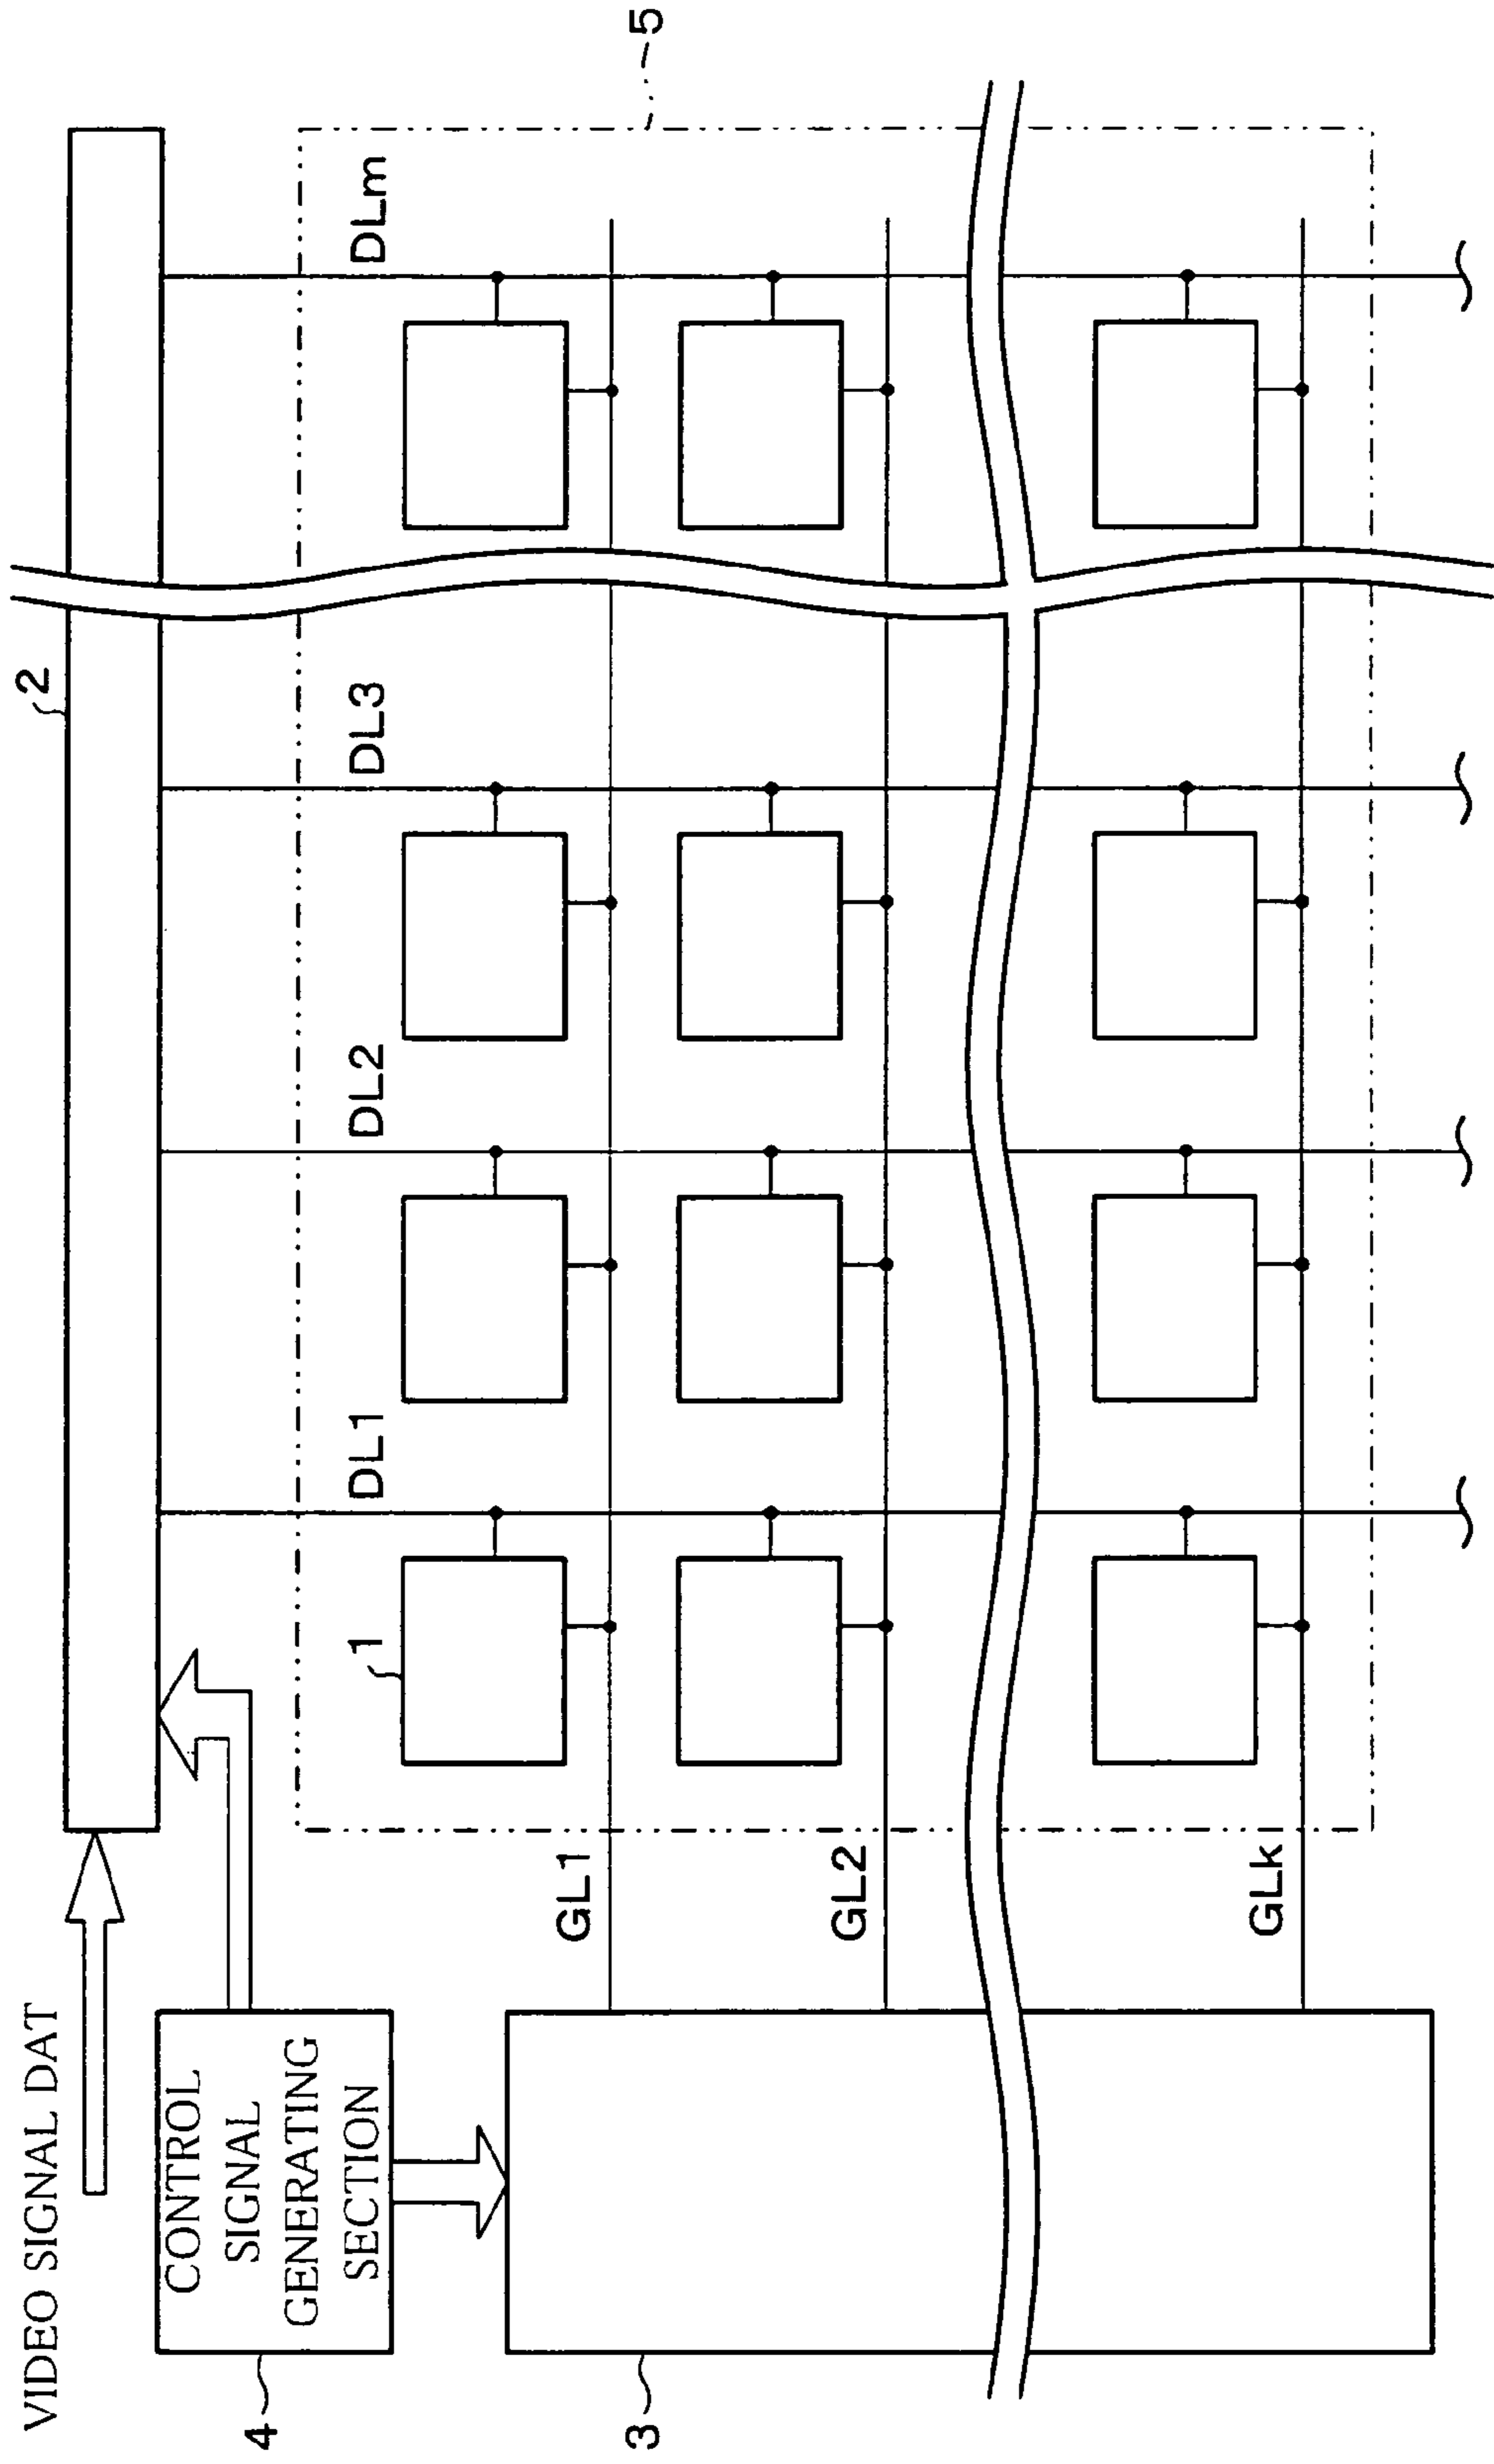 VIDEO SIGNAL DAT
2
CONTROL
SIGNAL
GENERATING
SECTION
4
1
DL1
DL2
DL3
DLm
GL1
3
5
GL2
GLk